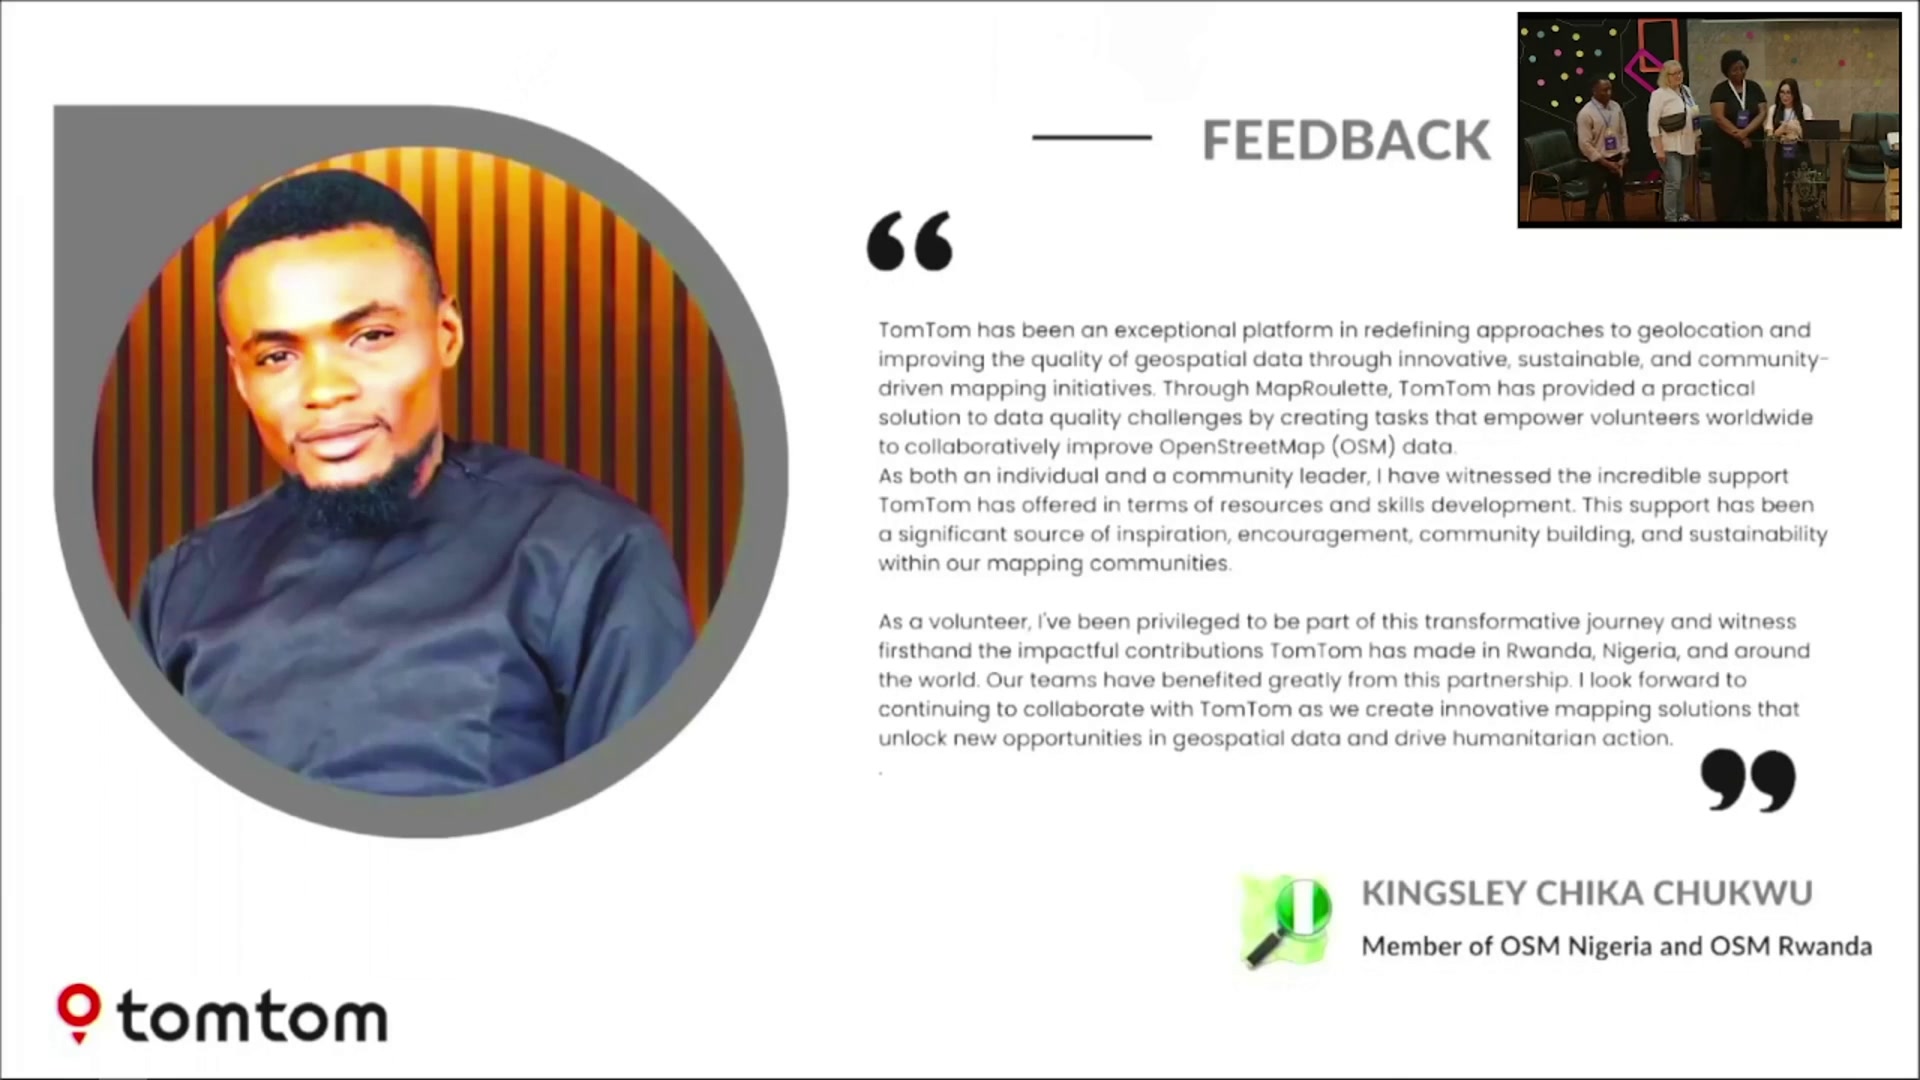 FEEDBACK
“
TomTom has been an exceptional platform in redefining approaches to geolocation and
improving the quality of geospatial data through innovative, sustainable, and community-
driven mapping initiatives. Through MapRoulette, TomTom has provided a practical
solution to data quality challenges by creating tasks that empower volunteers worldwide
to collaboratively improve OpenStreetMap (OSM) data.
As both an individual and a community leader, I have witnessed the incredible support
TomTom has offered in terms of resources and skills development. This support has been
a significant source of inspiration, encouragement, community building, and sustainability
within our mapping communities.
As a volunteer, I've been privileged to be part of this transformative journey and witness
firsthand the impactful contributions TomTom has made in Rwanda, Nigeria, and around
the world. Our teams have benefited greatly from this partnership. I look forward to
continuing to collaborate with TomTom as we create innovative mapping solutions that
unlock new opportunities in geospatial data and drive humanitarian action.
.
”
KINGSLEY CHIKA CHUKWU
Member of OSM Nigeria and OSM Rwanda
tomtom